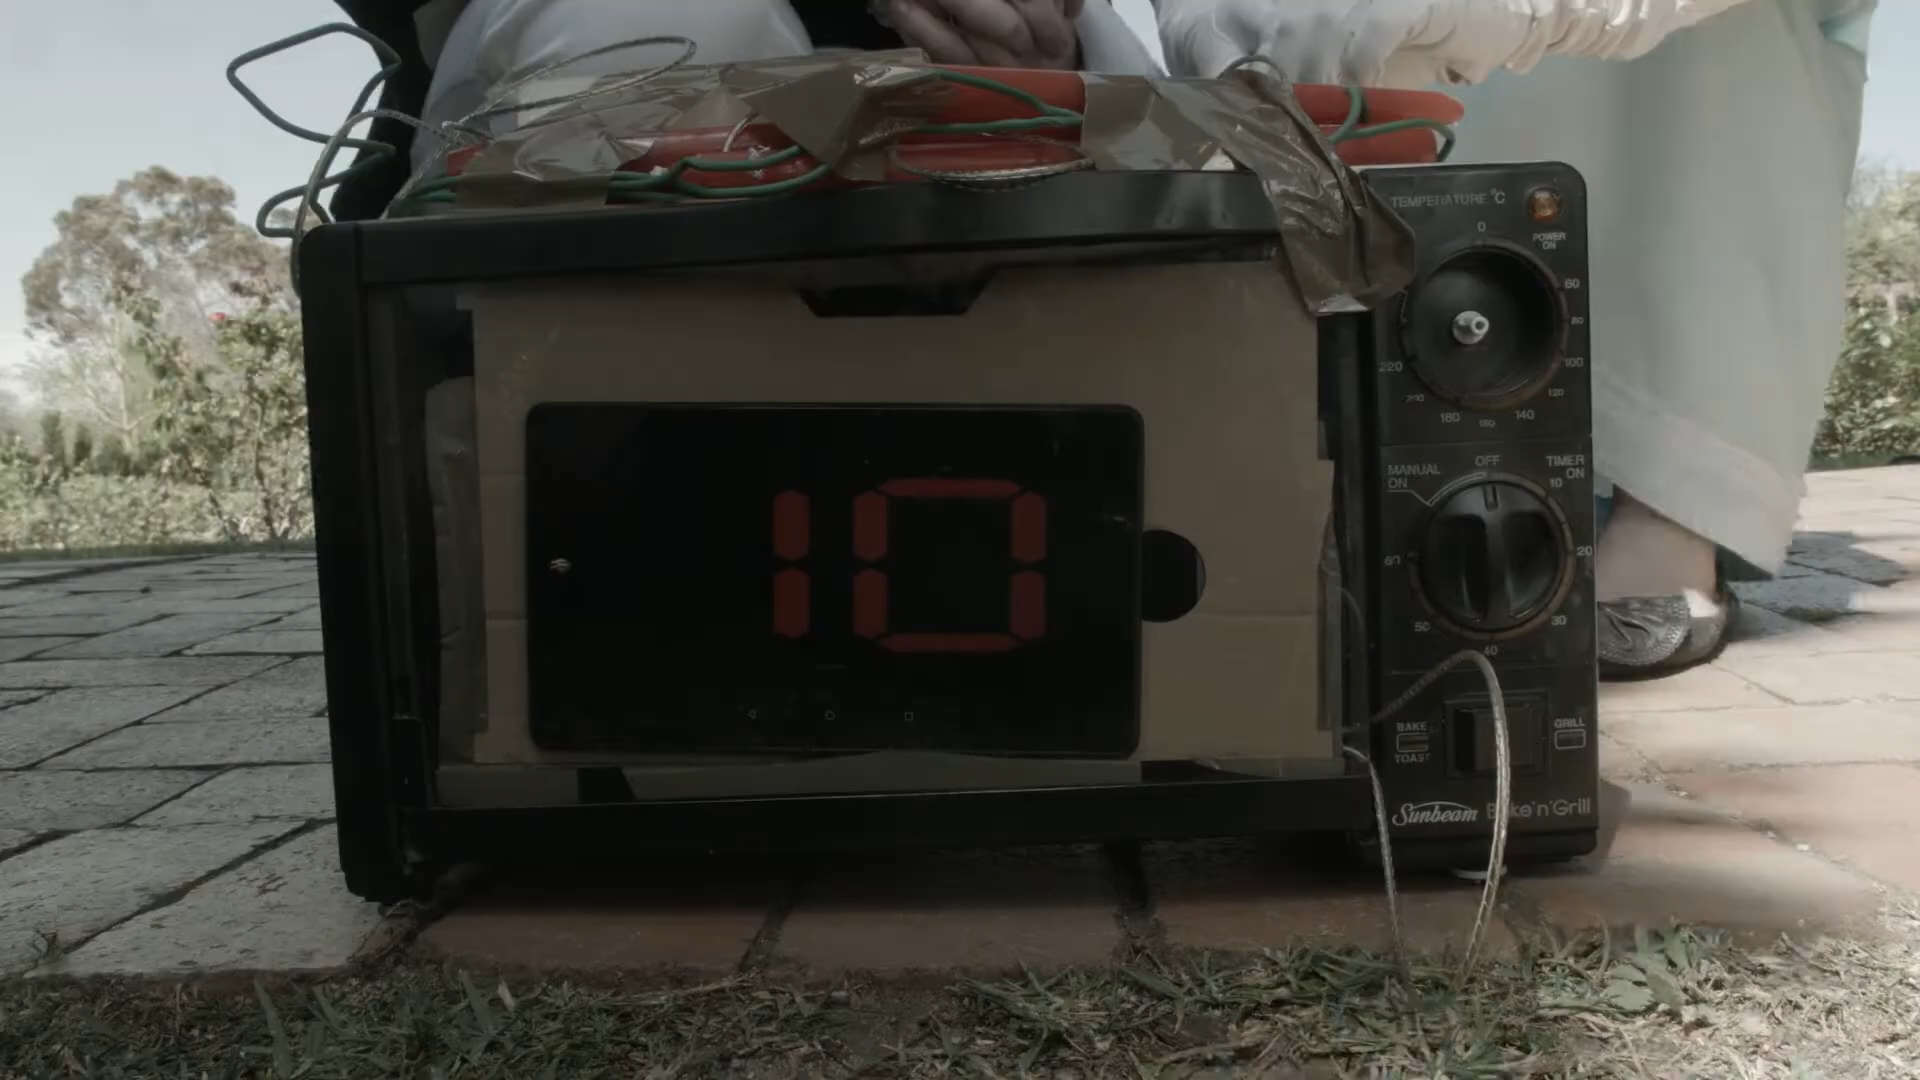 TEMPERATURE °C
0
POWER
ON
60
80
220
100
200
120
180
160
140
OFF
MANUAL
ON
TIMER
ON
10
10
60
20
50
30
40
BAKE
GRILL
TOAST
Sunbeam Bake'n'Grill